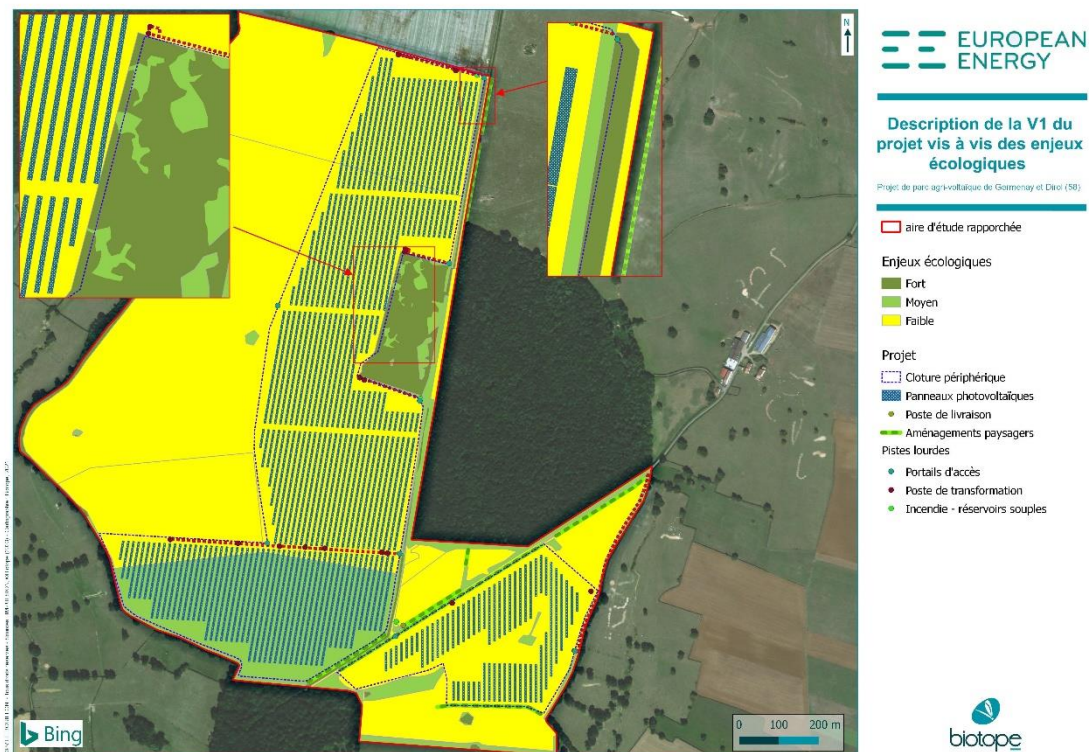 N
EUROPEAN
ENERGY
Description de la V1 du
projet vis à vis des enjeux
écologiques
Projet de parc agri-voltaïque de Germenay et Dirol (58)
aire d'étude rapporchée
Enjeux écologiques
Fort
Moyen
Faible
Projet
Cloture périphérique
Panneaux photovoltaïques
Poste de livraison
Aménagements paysagers
Pistes lourdes
Portails d'accès
Poste de transformation
Incendie - réservoirs souples
0 100 200 m
Bing
biotope